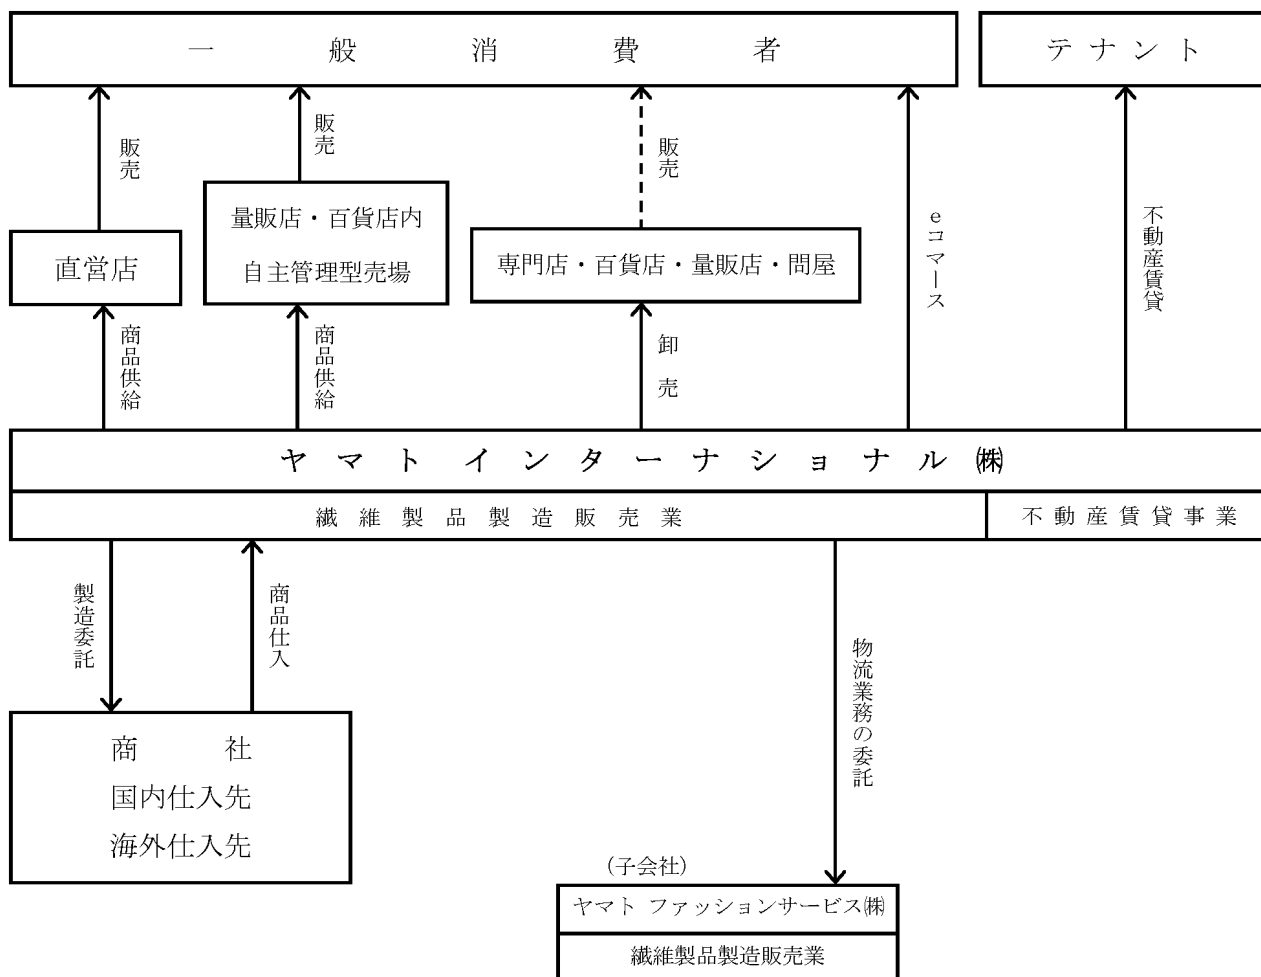 一般消費者
テナント
販売
販売
販売
eコマース
不動産賃貸
直営店
量販店・百貨店内
自主管理型売場
専門店・百貨店・量販店・問屋
商品供給
商品供給
卸売
ヤマトインターナショナル㈱
繊維製品製造販売業
不動産賃貸事業
製造委託
商品仕入
物流業務の委託
商社
国内仕入先
海外仕入先
(子会社)
ヤマト ファッションサービス㈱
繊維製品製造販売業